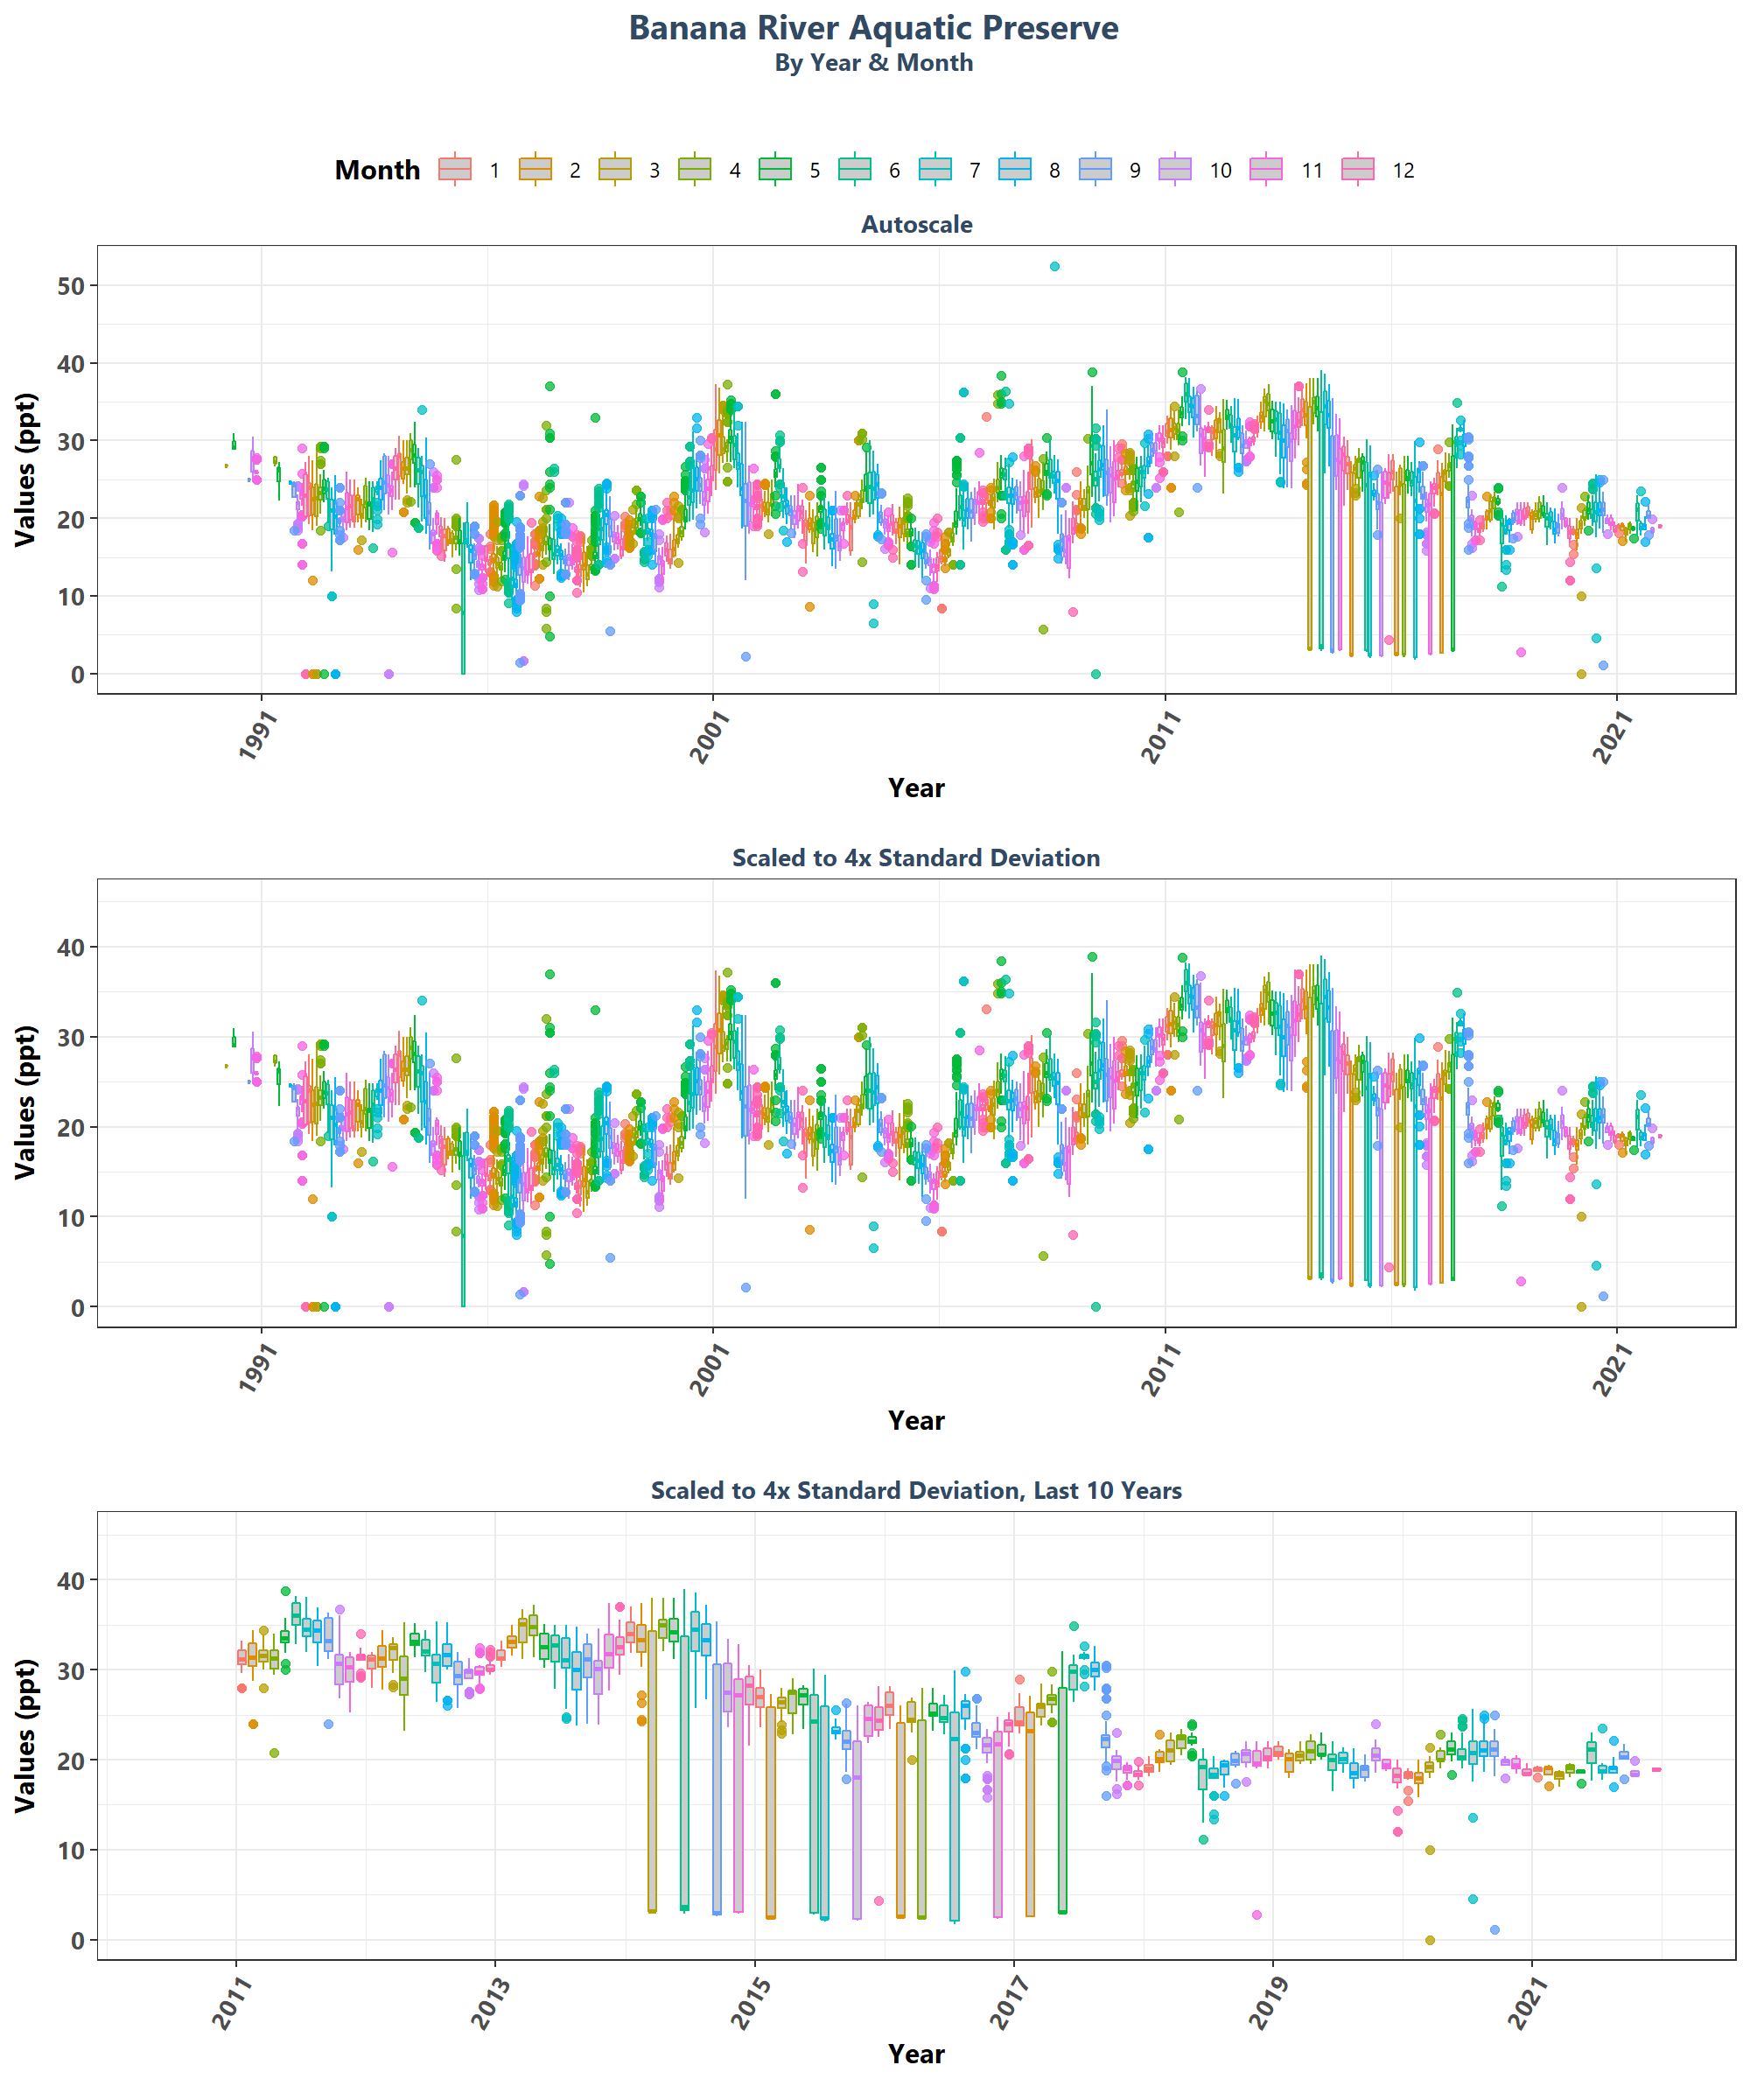 Banana River Aquatic Preserve
By Year & Month
Month 1 2 3 4 5 6 7 8 9 10 11 12
Autoscale
Values (ppt)
50
40
30
20
10
0
1991 2001 2011 2021
Year
Scaled to 4x Standard Deviation
Values (ppt)
40
30
20
10
0
1991 2001 2011 2021
Year
Scaled to 4x Standard Deviation, Last 10 Years
Values (ppt)
40
30
20
10
0
2011 2013 2015 2017 2019 2021
Year